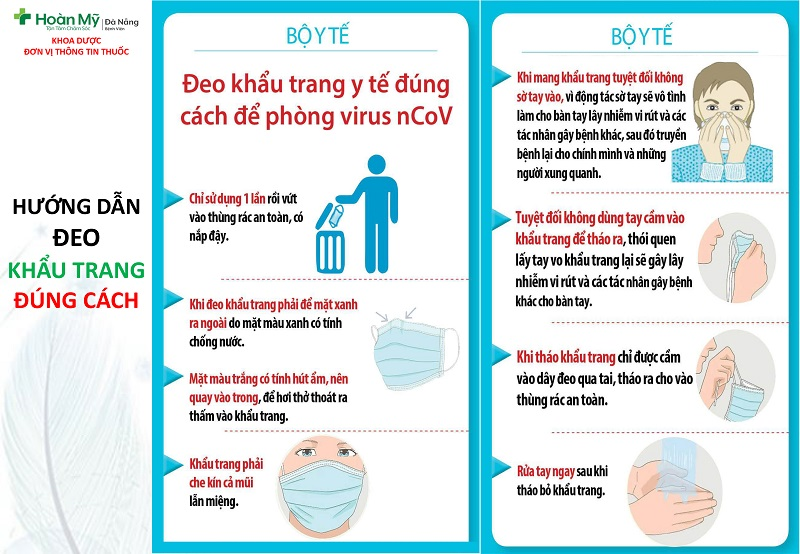 Hoàn Mỹ
Đà Nẵng
Tận Tâm Chăm Sóc
Bệnh Viện
KHOA DƯỢC
ĐƠN VỊ THÔNG TIN THUỐC
HƯỚNG DẪN
ĐEO
KHẨU TRANG
ĐÚNG CÁCH
BỘ Y TẾ
Đeo khẩu trang y tế đúng
cách để phòng virus nCoV
Chỉ sử dụng 1 lần rồi vứt
vào thùng rác an toàn, có
nắp đậy.
Khi đeo khẩu trang phải để mặt xanh
ra ngoài do mặt màu xanh có tính
chống nước.
Mặt màu trắng có tính hút ẩm, nên
quay vào trong, để hơi thở thoát ra
thấm vào khẩu trang.
Khẩu trang phải
che kín cả mũi
lẫn miệng.
BỘ Y TẾ
Khi mang khẩu trang tuyệt đối không
sờ tay vào, vì động tác sờ tay sẽ vô tình
làm cho bàn tay lây nhiễm vi rút và các
tác nhân gây bệnh khác, sau đó truyền
bệnh lại cho chính mình và những
người xung quanh.
Tuyệt đối không dùng tay cầm vào
khẩu trang để tháo ra, thói quen
lấy tay vo khẩu trang lại sẽ gây lây
nhiễm vi rút và các tác nhân gây bệnh
khác cho bàn tay.
Khi tháo khẩu trang chỉ được cầm
vào dây đeo qua tai, tháo ra cho vào
thùng rác an toàn.
Rửa tay ngay sau khi
tháo bỏ khẩu trang.